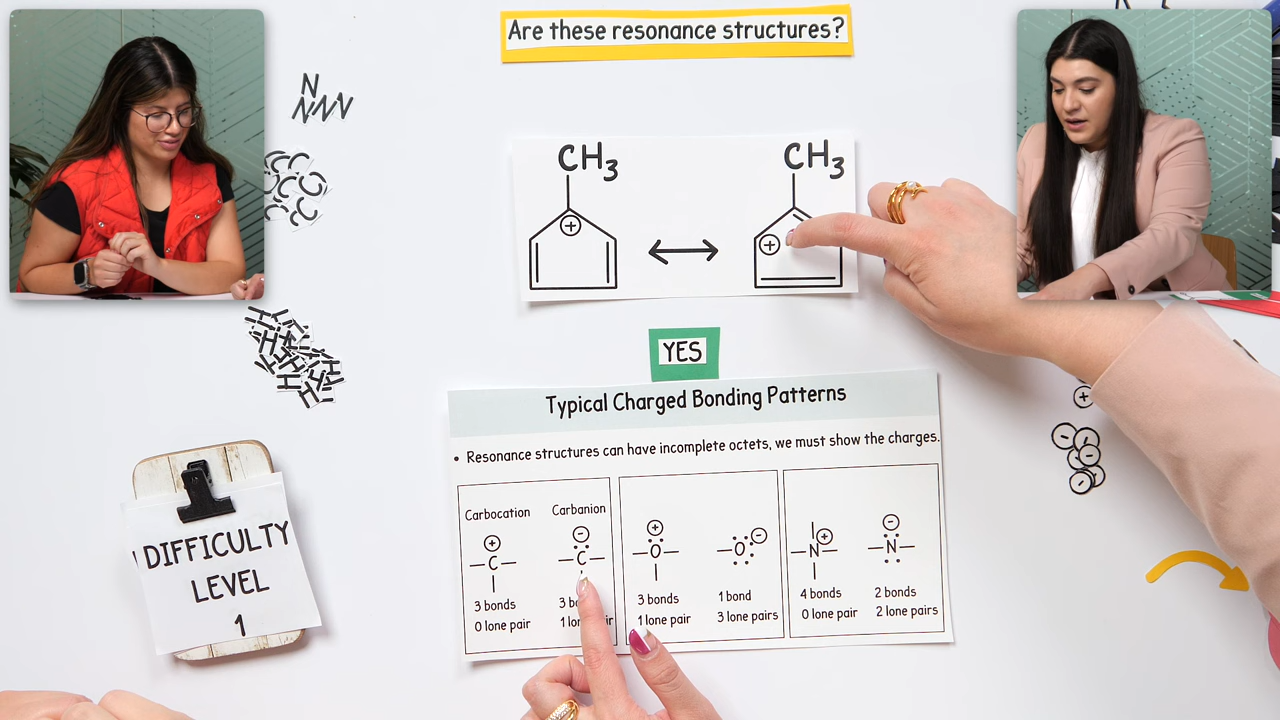 Are these resonance structures?
N
CH3
CH3
YES
Typical Charged Bonding Patterns
• Resonance structures can have incomplete octets, we must show the charges.
Carbocation
Carbanion
+
−
+
−
+
−
−C−
−C−
−O−
−O
−N−
−N−
3 bonds
0 lone pair
3
1
3 bonds
1 lone pair
1 bond
3 lone pairs
4 bonds
0 lone pair
2 bonds
2 lone pairs
DIFFICULTY
LEVEL
1